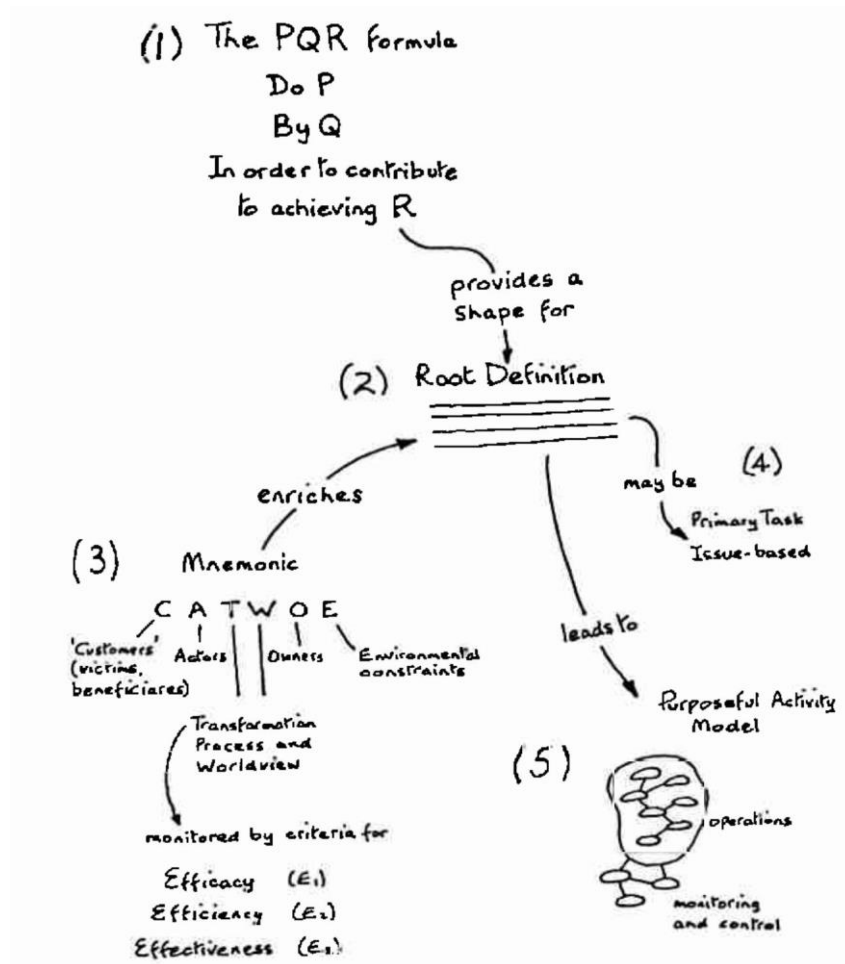 (1) The PQR formula
Do P
By Q
In order to contribute
to achieving R
provides a
shape for
(2) Root Definition
enriches
may be
(4)
Primary Task
Issue-based
(3)
Mnemonic
C A T W O E
'Customers'
(victims,
beneficiares)
Actors
Owners
Environmental
constraints
Transformation
Process and
Worldview
monitored by criteria for
Efficacy (E₁)
Efficiency (E₂)
Effectiveness (E₃)
leads to
Purposeful Activity
Model
(5)
operations
monitoring
and control